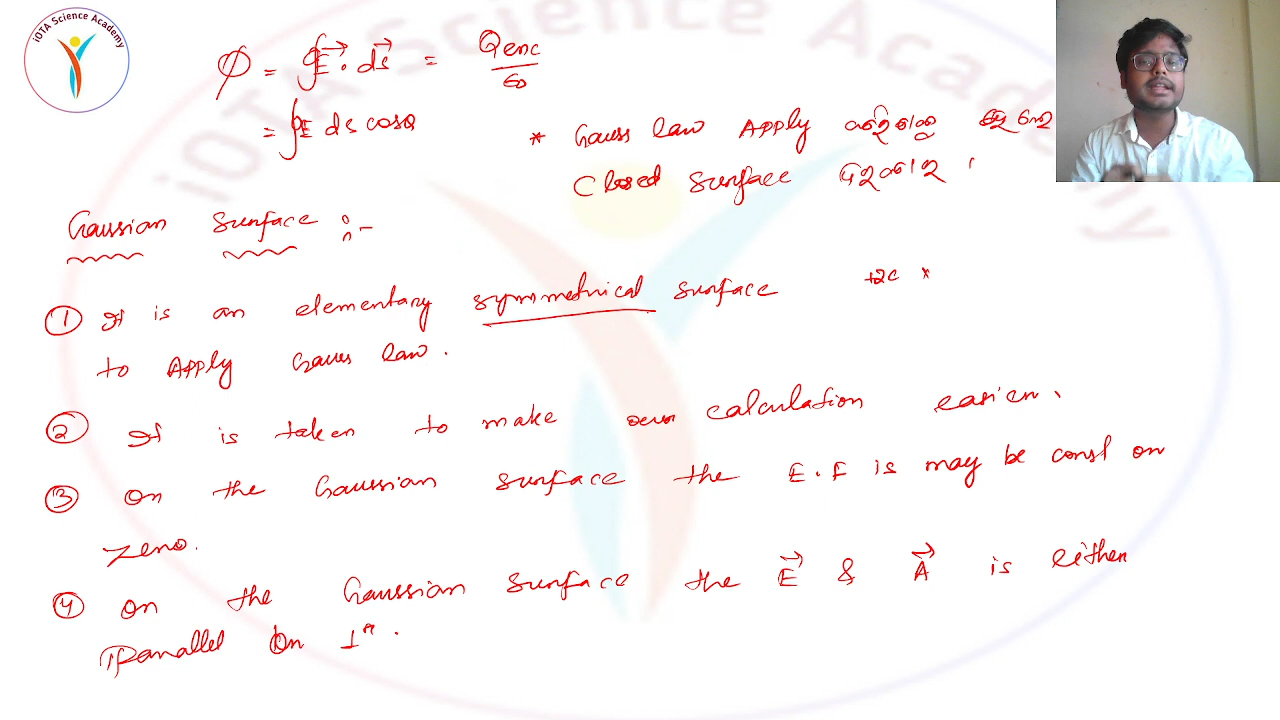 iOTA Science Academy
φ = ∮E⃗ . ds⃗ = Qenc/ε0
= ∮E ds cosθ
* Gauss law Apply
Closed Surface
Gaussian Surface :-
① It is an elementary symmetrical surface
to Apply Gauss law.
② It is taken to make our calculation easier.
③ On the Gaussian surface the E.F is may be const or
zero.
④ On the Gaussian surface the E⃗ & A⃗ is either
Parallel Or ⊥r.